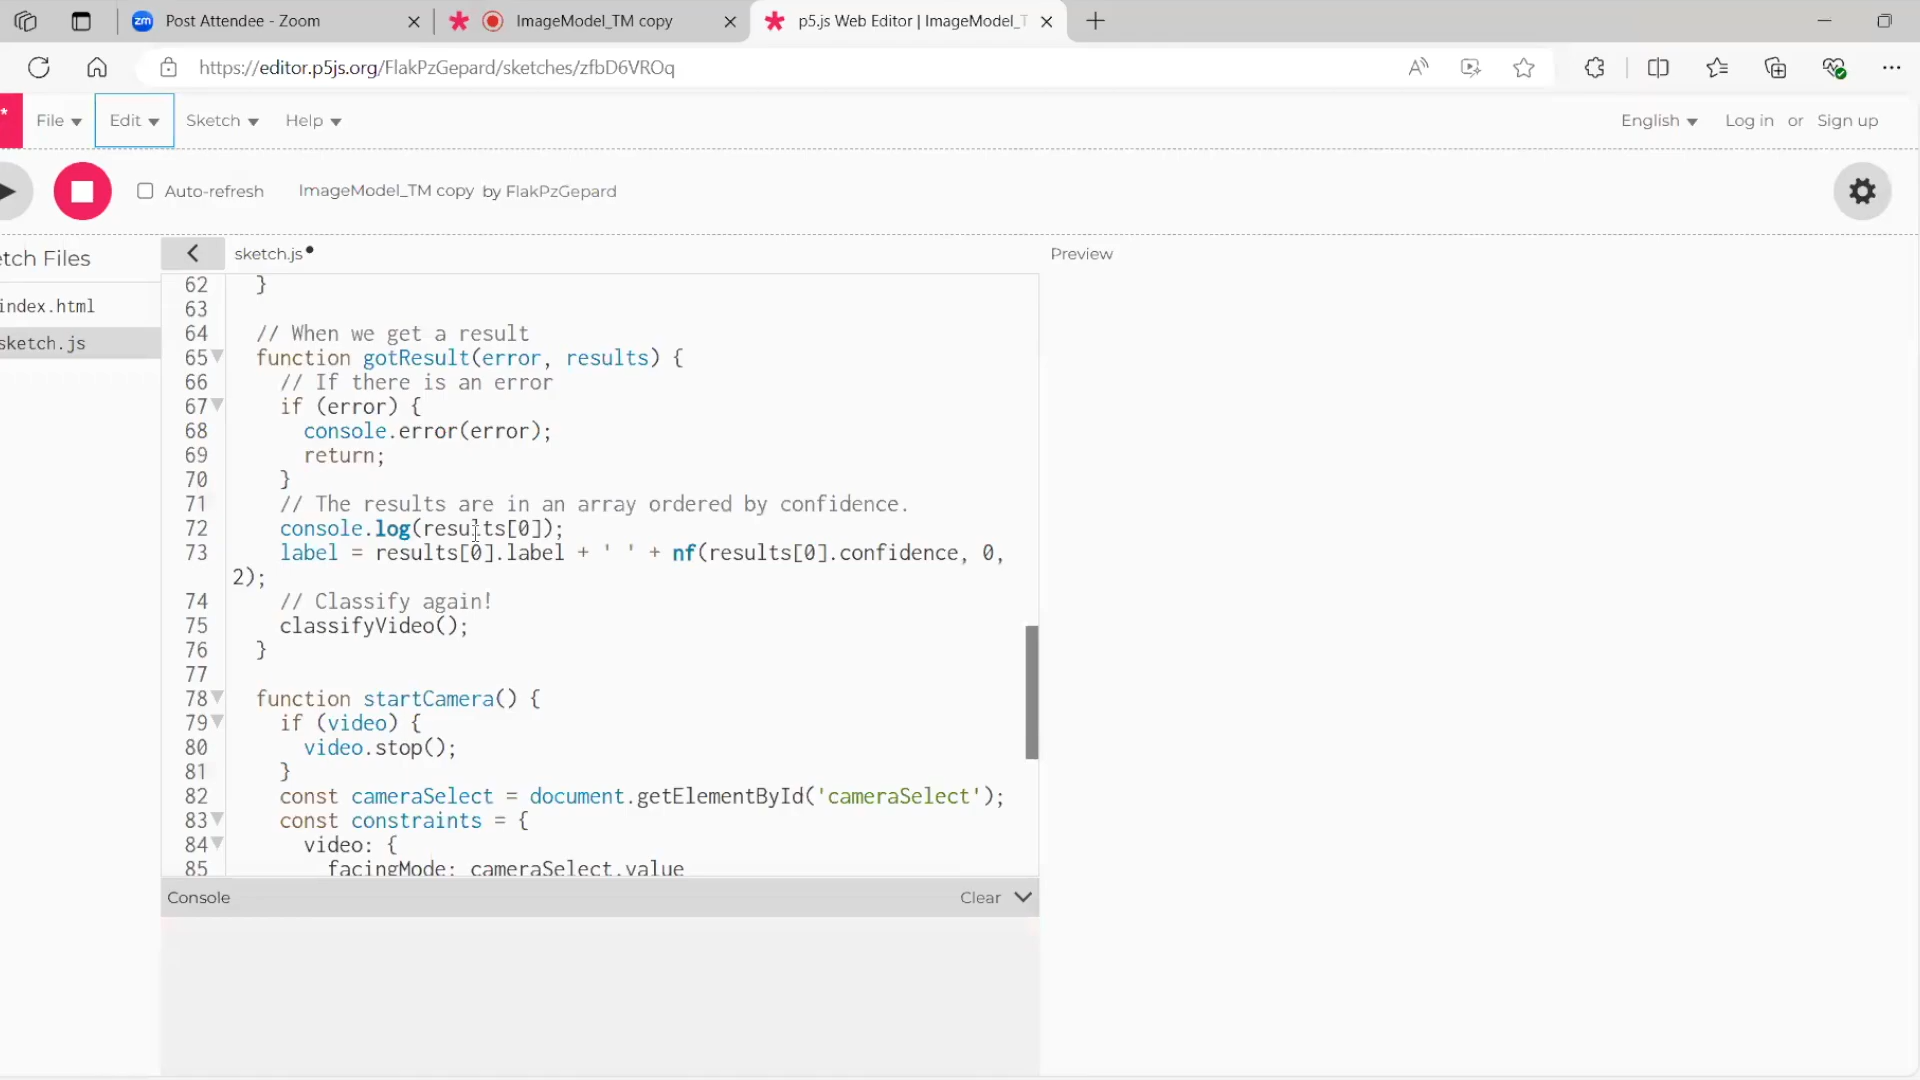 zm Post Attendee - Zoom
ImageModel_TM copy
p5.js Web Editor | ImageModel_T
https://editor.p5js.org/FlakPzGepard/sketches/zfbD6VROq
File Edit Sketch Help English Log in or Sign up
Auto-refresh ImageModel_TM copy by FlakPzGepard
etch Files
sketch.js
Preview
index.html
sketch.js
62 }
63
64 // When we get a result
65 function gotResult(error, results) {
66 // If there is an error
67 if (error) {
68 console.error(error);
69 return;
70 }
71 // The results are in an array ordered by confidence.
72 console.log(results[0]);
73 label = results[0].label + ' ' + nf(results[0].confidence, 0,
2);
74 // Classify again!
75 classifyVideo();
76 }
77
78 function startCamera() {
79 if (video) {
80 video.stop();
81 }
82 const cameraSelect = document.getElementById('cameraSelect');
83 const constraints = {
84 video: {
85 facingMode: cameraSelect.value
Console Clear